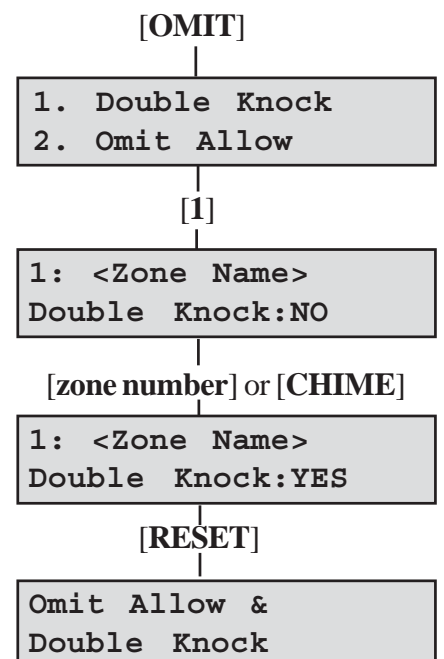 [OMIT]
1. Double Knock
2. Omit Allow
[1]
1: <Zone Name>
Double Knock:NO
[zone number] or [CHIME]
1: <Zone Name>
Double Knock:YES
[RESET]
Omit Allow &
Double Knock